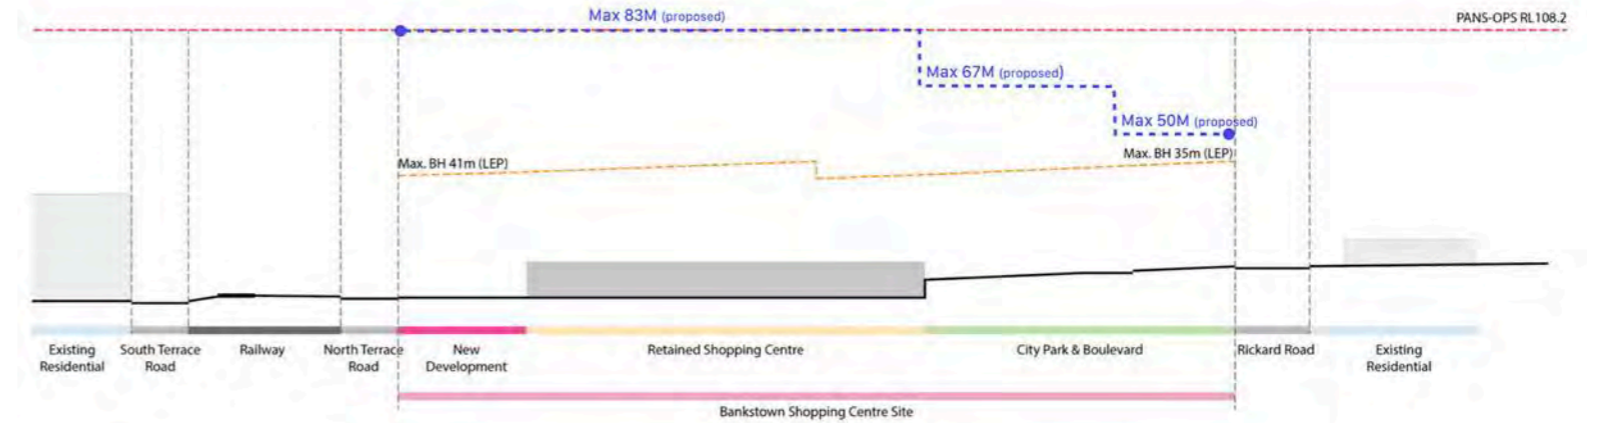 Max 83M (proposed)
PANS-OPS RL108.2
Max 67M (proposed)
Max 50M (proposed)
Max. BH 41m (LEP)
Max. BH 35m (LEP)
Existing
Residential
South Terrace
Road
Railway
North Terrace
Road
New
Development
Retained Shopping Centre
City Park & Boulevard
Rickard Road
Existing
Residential
Bankstown Shopping Centre Site